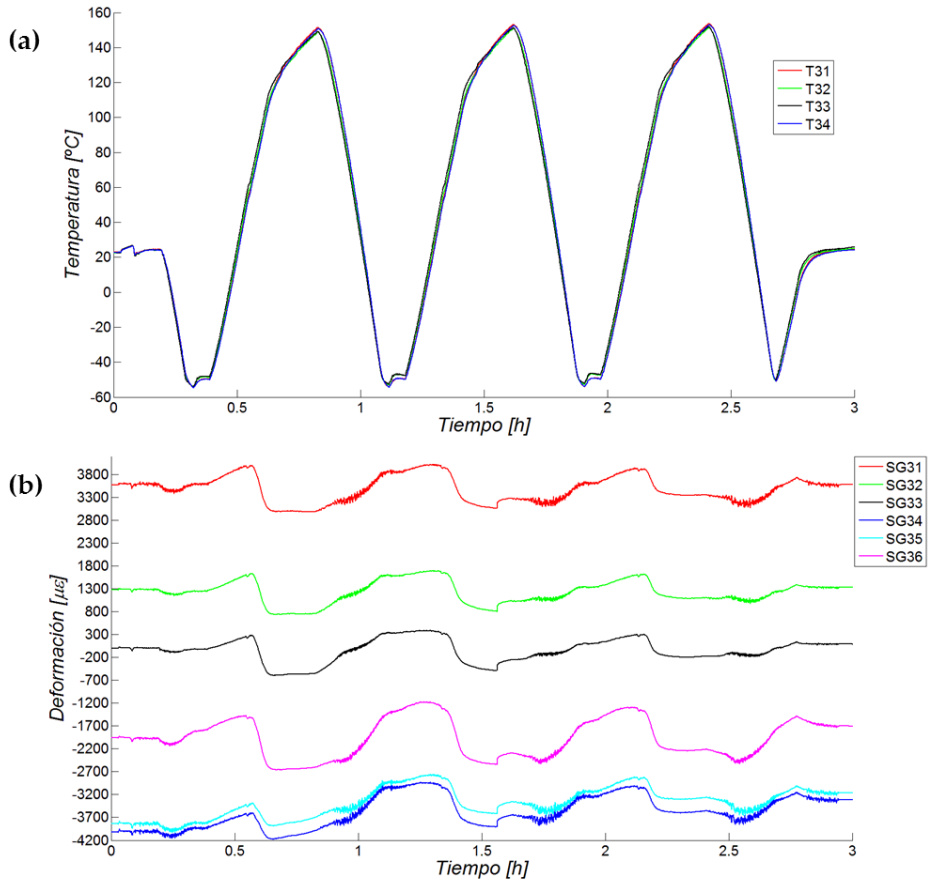 (a)
Temperatura [ºC]
160
140
120
100
80
60
40
20
0
-20
-40
-60
0
0.5
1
1.5
2
2.5
3
Tiempo [h]
T31
T32
T33
T34
(b)
Deformación [με]
3800
3300
2800
2300
1800
1300
800
300
-200
-700
-1200
-1700
-2200
-2700
-3200
-3700
-4200
0
0.5
1
1.5
2
2.5
3
Tiempo [h]
SG31
SG32
SG33
SG34
SG35
SG36